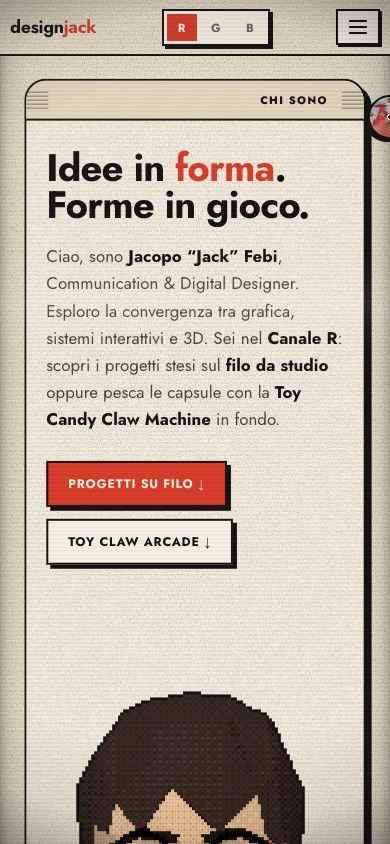 designjack
R G B
CHI SONO
Idee in forma.
Forme in gioco.
Ciao, sono Jacopo “Jack” Febi,
Communication & Digital Designer.
Esploro la convergenza tra grafica,
sistemi interattivi e 3D. Sei nel Canale R:
scopri i progetti stesi sul filo da studio
oppure pesca le capsule con la Toy
Candy Claw Machine in fondo.
PROGETTI SU FILO ↓
TOY CLAW ARCADE ↓